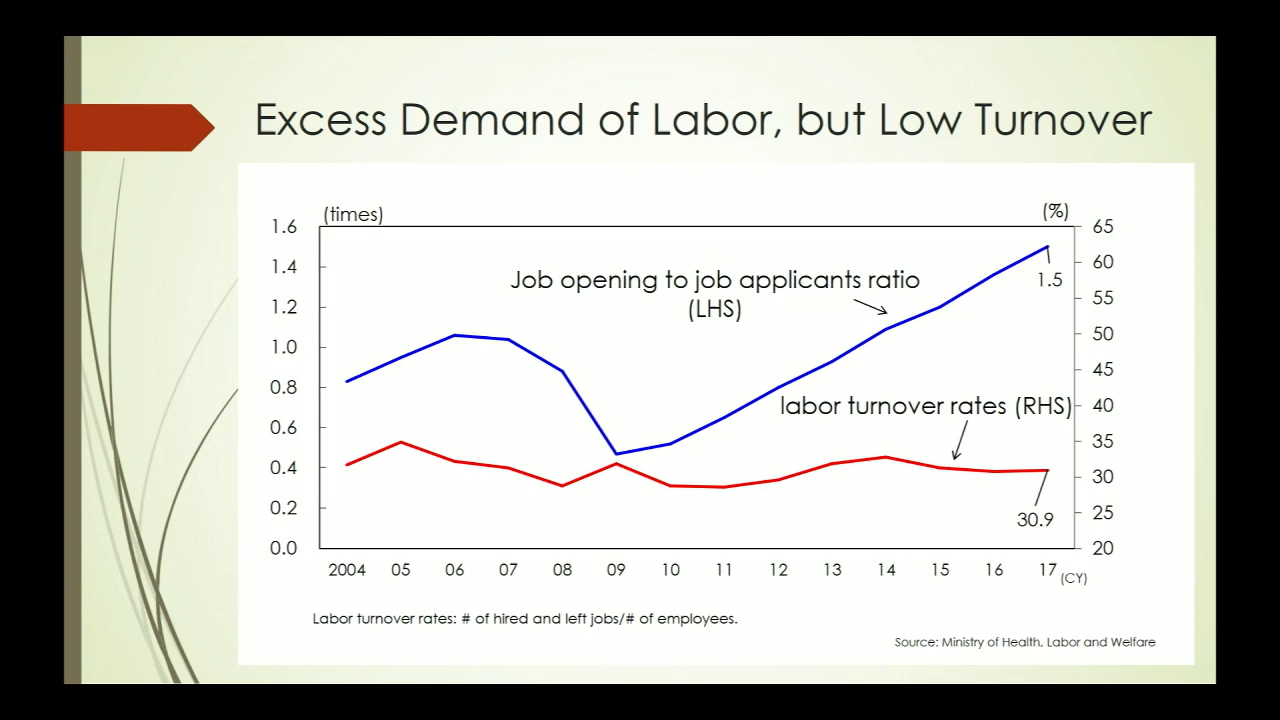 Excess Demand of Labor, but Low Turnover
(times)
(%)
1.6
1.4
1.2
1.0
0.8
0.6
0.4
0.2
0.0
65
60
55
50
45
40
35
30
25
20
Job opening to job applicants ratio
(LHS)
1.5
labor turnover rates (RHS)
30.9
2004 05 06 07 08 09 10 11 12 13 14 15 16 17 (CY)
Labor turnover rates: # of hired and left jobs/# of employees.
Source: Ministry of Health, Labor and Welfare